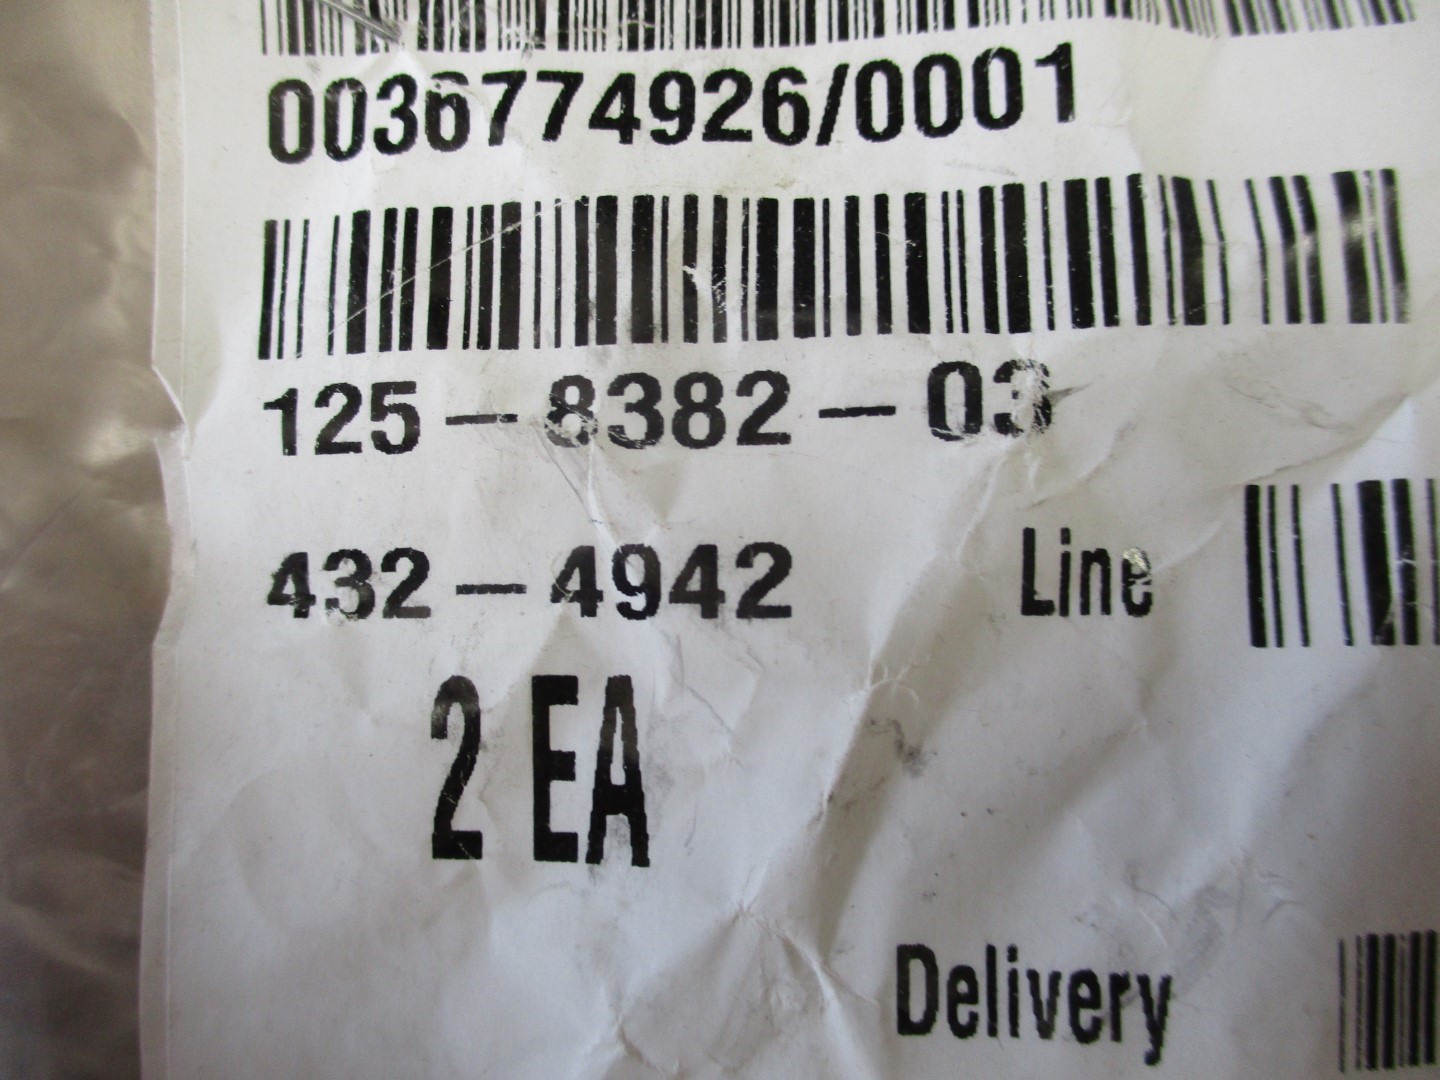 0036774926/0001
125-8382-03
432-4942 Line
2 EA
Delivery